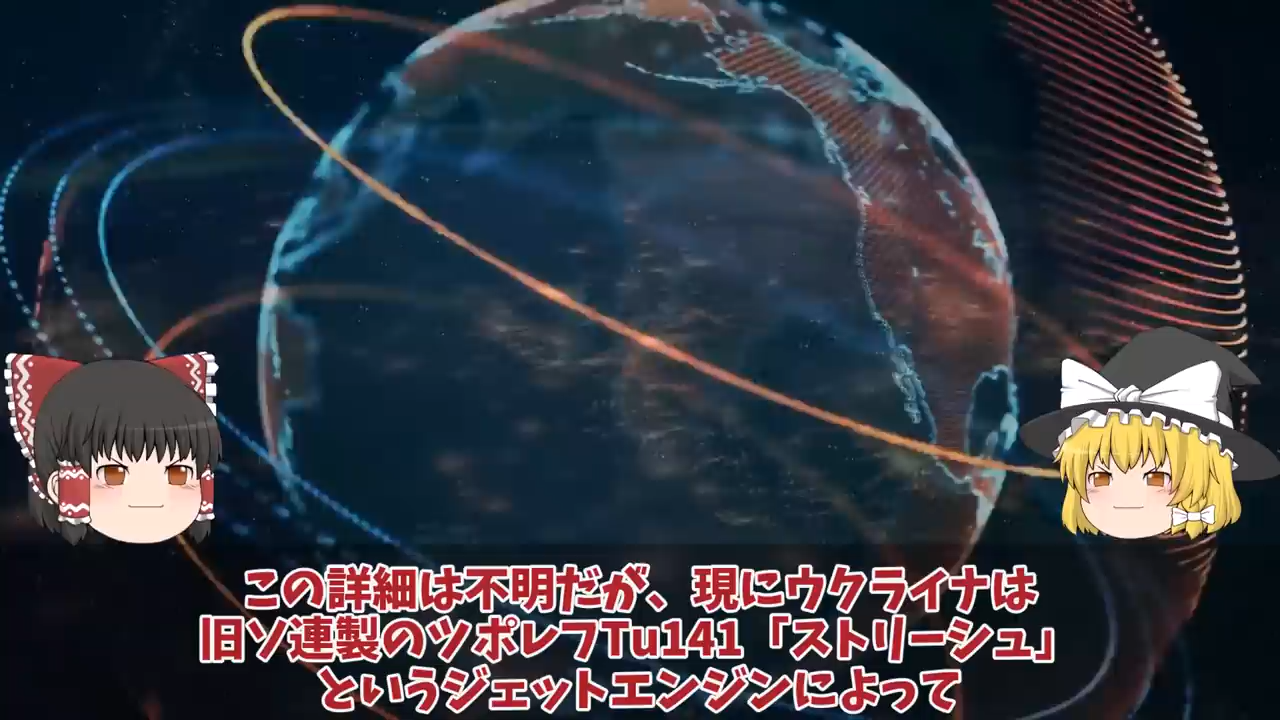 この詳細は不明だが、現にウクライナは
旧ソ連製のツポレフTu141「ストリーシュ」
というジェットエンジンによって